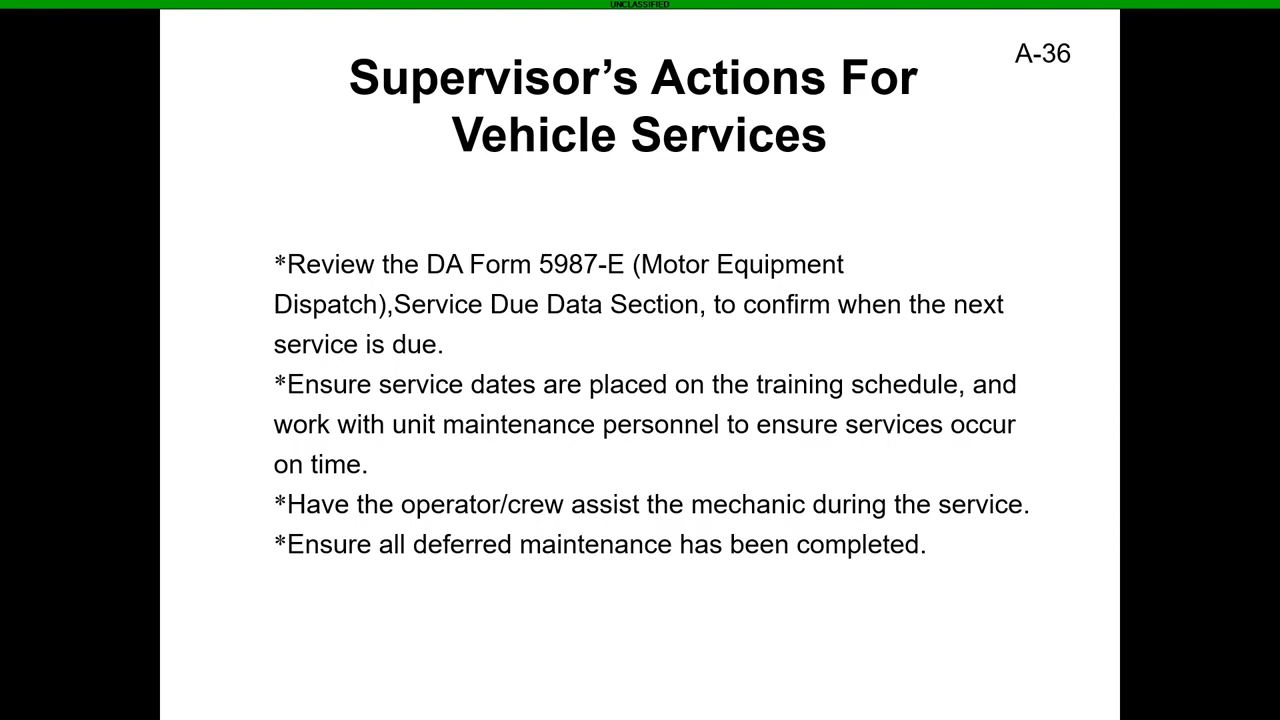 UNCLASSIFIED
A-36
Supervisor’s Actions For
Vehicle Services
*Review the DA Form 5987-E (Motor Equipment
Dispatch),Service Due Data Section, to confirm when the next
service is due.
*Ensure service dates are placed on the training schedule, and
work with unit maintenance personnel to ensure services occur
on time.
*Have the operator/crew assist the mechanic during the service.
*Ensure all deferred maintenance has been completed.